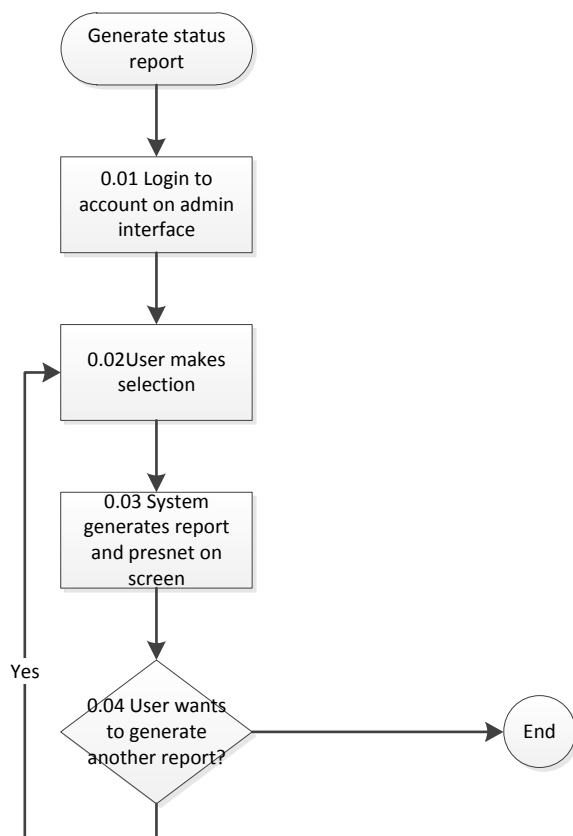 Generate status
report
0.01 Login to
account on admin
interface
0.02User makes
selection
0.03 System
generates report
and presnet on
screen
Yes
0.04 User wants
to generate
another report?
End